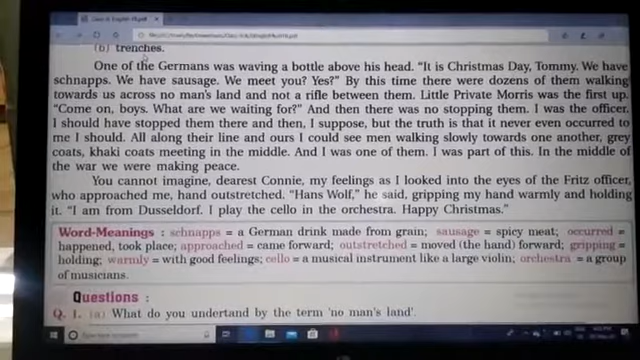 (b) trenches.
One of the Germans was waving a bottle above his head. “It is Christmas Day, Tommy. We have
schnapps. We have sausage. We meet you? Yes?” By this time there were dozens of them walking
towards us across no man’s land and not a rifle between them. Little Private Morris was the first up.
“Come on, boys. What are we waiting for?” And then there was no stopping them. I was the officer.
I should have stopped them there and then, I suppose, but the truth is that it never even occurred to
me I should. All along their line and ours I could see men walking slowly towards one another, grey
coats, khaki coats meeting in the middle. And I was one of them. I was part of this. In the middle of
the war we were making peace.
You cannot imagine, dearest Connie, my feelings as I looked into the eyes of the Fritz officer,
who approached me, hand outstretched. “Hans Wolf,” he said, gripping my hand warmly and holding
it. “I am from Dusseldorf. I play the cello in the orchestra. Happy Christmas.”
Word-Meanings : schnapps = a German drink made from grain; sausage = spicy meat; occurred =
happened, took place; approached = came forward; outstretched = moved (the hand) forward; gripping =
holding; warmly = with good feelings; cello = a musical instrument like a large violin; orchestra = a group
of musicians.
Questions :
Q. 1. (a) What do you undertand by the term ‘no man’s land’.